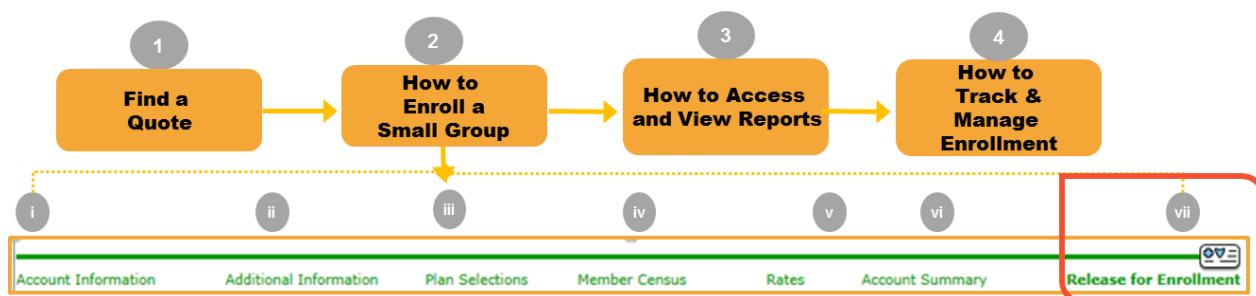 1
2
3
4
Find a
Quote
How to
Enroll a
Small Group
How to Access
and View Reports
How to
Track &
Manage
Enrollment
i
ii
iii
iv
v
vi
vii
Account Information
Additional Information
Plan Selections
Member Census
Rates
Account Summary
Release for Enrollment